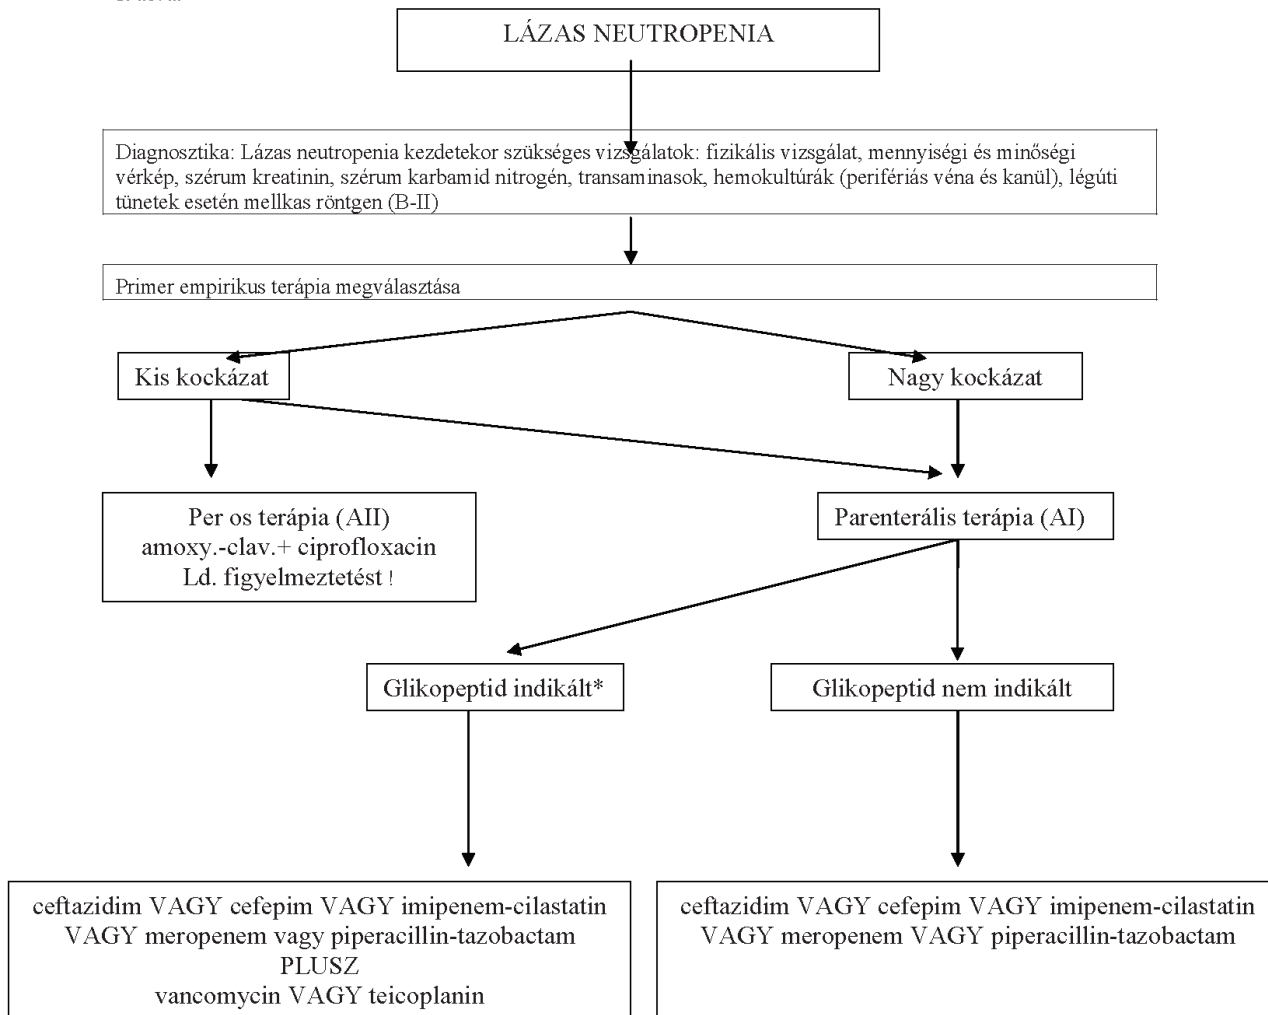 LÁZAS NEUTROPENIA
Diagnosztika: Lázas neutropenia kezdetekor szükséges vizsgálatok: fizikális vizsgálat, mennyiségi és minőségi
vérkép, szérum kreatinin, szérum karbamid nitrogén, transaminasok, hemokultúrák (perifériás véna és kanül), légúti
tünetek esetén mellkas röntgen (B-II)
Primer empirikus terápia megválasztása
Kis kockázat
Nagy kockázat
Per os terápia (AII)
amoxy.-clav.+ ciprofloxacin
Ld. figyelmeztetést !
Parenterális terápia (AI)
Glikopeptid indikált*
Glikopeptid nem indikált
ceftazidim VAGY cefepim VAGY imipenem-cilastatin
VAGY meropenem vagy piperacillin-tazobactam
PLUSZ
vancomycin VAGY teicoplanin
ceftazidim VAGY cefepim VAGY imipenem-cilastatin
VAGY meropenem VAGY piperacillin-tazobactam